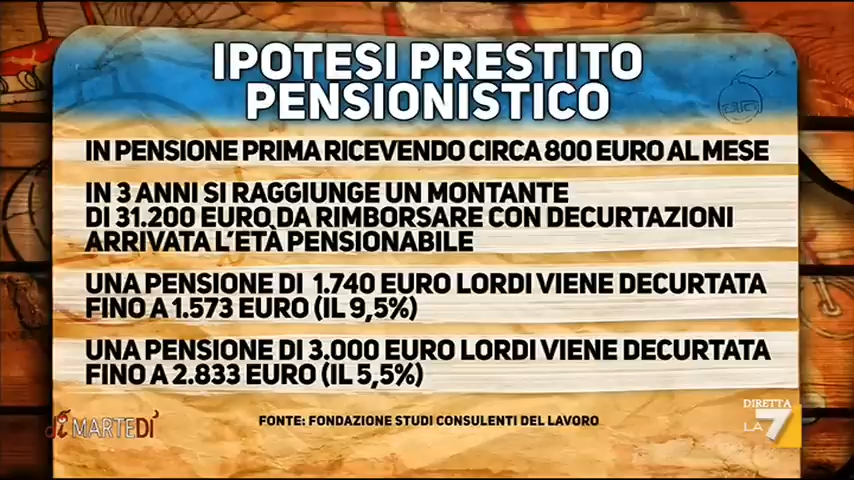 IPOTESI PRESTITO
PENSIONISTICO
IN PENSIONE PRIMA RICEVENDO CIRCA 800 EURO AL MESE
IN 3 ANNI SI RAGGIUNGE UN MONTANTE
DI 31.200 EURO DA RIMBORSARE CON DECURTAZIONI
ARRIVATA L'ETÀ PENSIONABILE
UNA PENSIONE DI 1.740 EURO LORDI VIENE DECURTATA
FINO A 1.573 EURO (IL 9,5%)
UNA PENSIONE DI 3.000 EURO LORDI VIENE DECURTATA
FINO A 2.833 EURO (IL 5,5%)
FONTE: FONDAZIONE STUDI CONSULENTI DEL LAVORO
di MARTEDI'
DIRETTA
LA 7